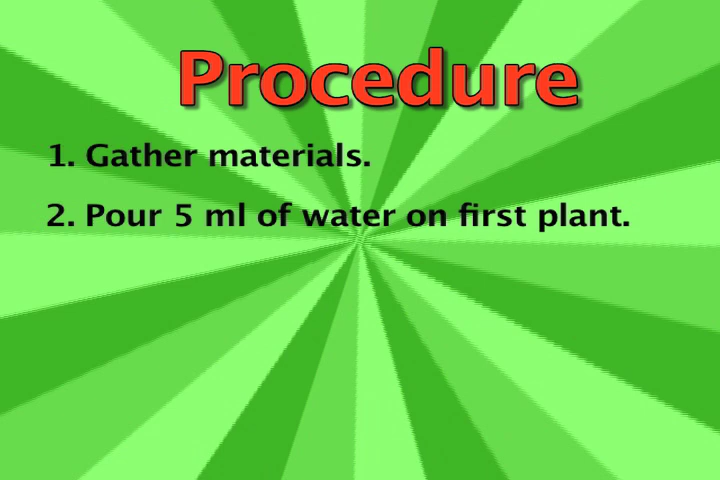 Procedure
1. Gather materials.
2. Pour 5 ml of water on first plant.